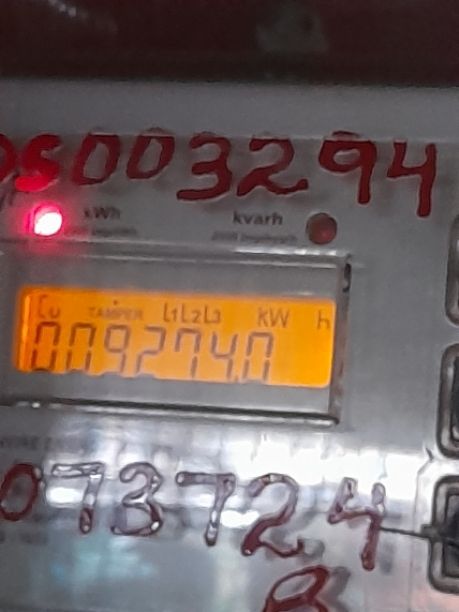 DS003294
kWh kvarh
Cu TAMPER L1L2L3 kW h
009274.0
073724
8